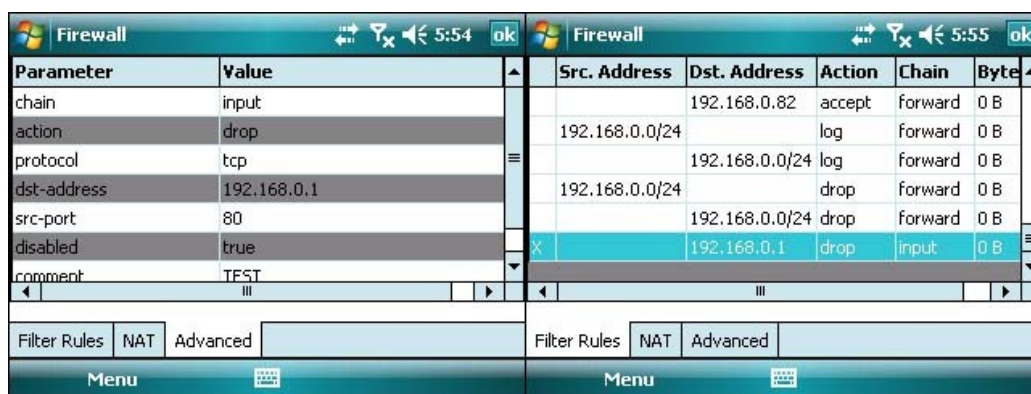 Firewall 5:54 ok
Parameter Value
chain input
action drop
protocol tcp
dst-address 192.168.0.1
src-port 80
disabled true
comment TEST
Filter Rules NAT Advanced
Menu
Firewall 5:55 ok
Src. Address Dst. Address Action Chain Byte
192.168.0.82 accept forward 0 B
192.168.0.0/24 log forward 0 B
192.168.0.0/24 log forward 0 B
192.168.0.0/24 drop forward 0 B
192.168.0.0/24 drop forward 0 B
X 192.168.0.1 drop input 0 B
Filter Rules NAT Advanced
Menu